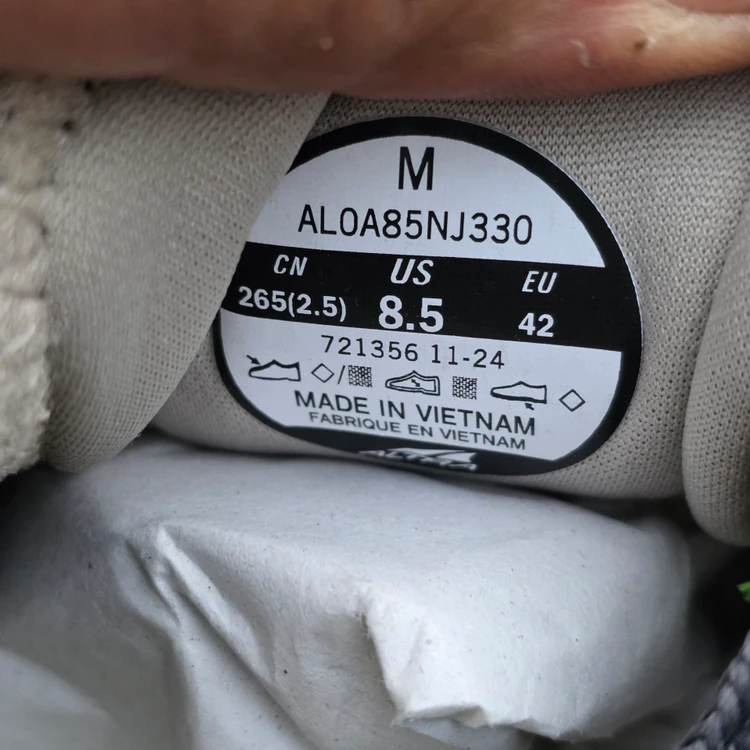 M
AL0A85NJ330
CN US EU
265(2.5) 8.5 42
721356 11-24
/
MADE IN VIETNAM
FABRIQUE EN VIETNAM
ALTRA